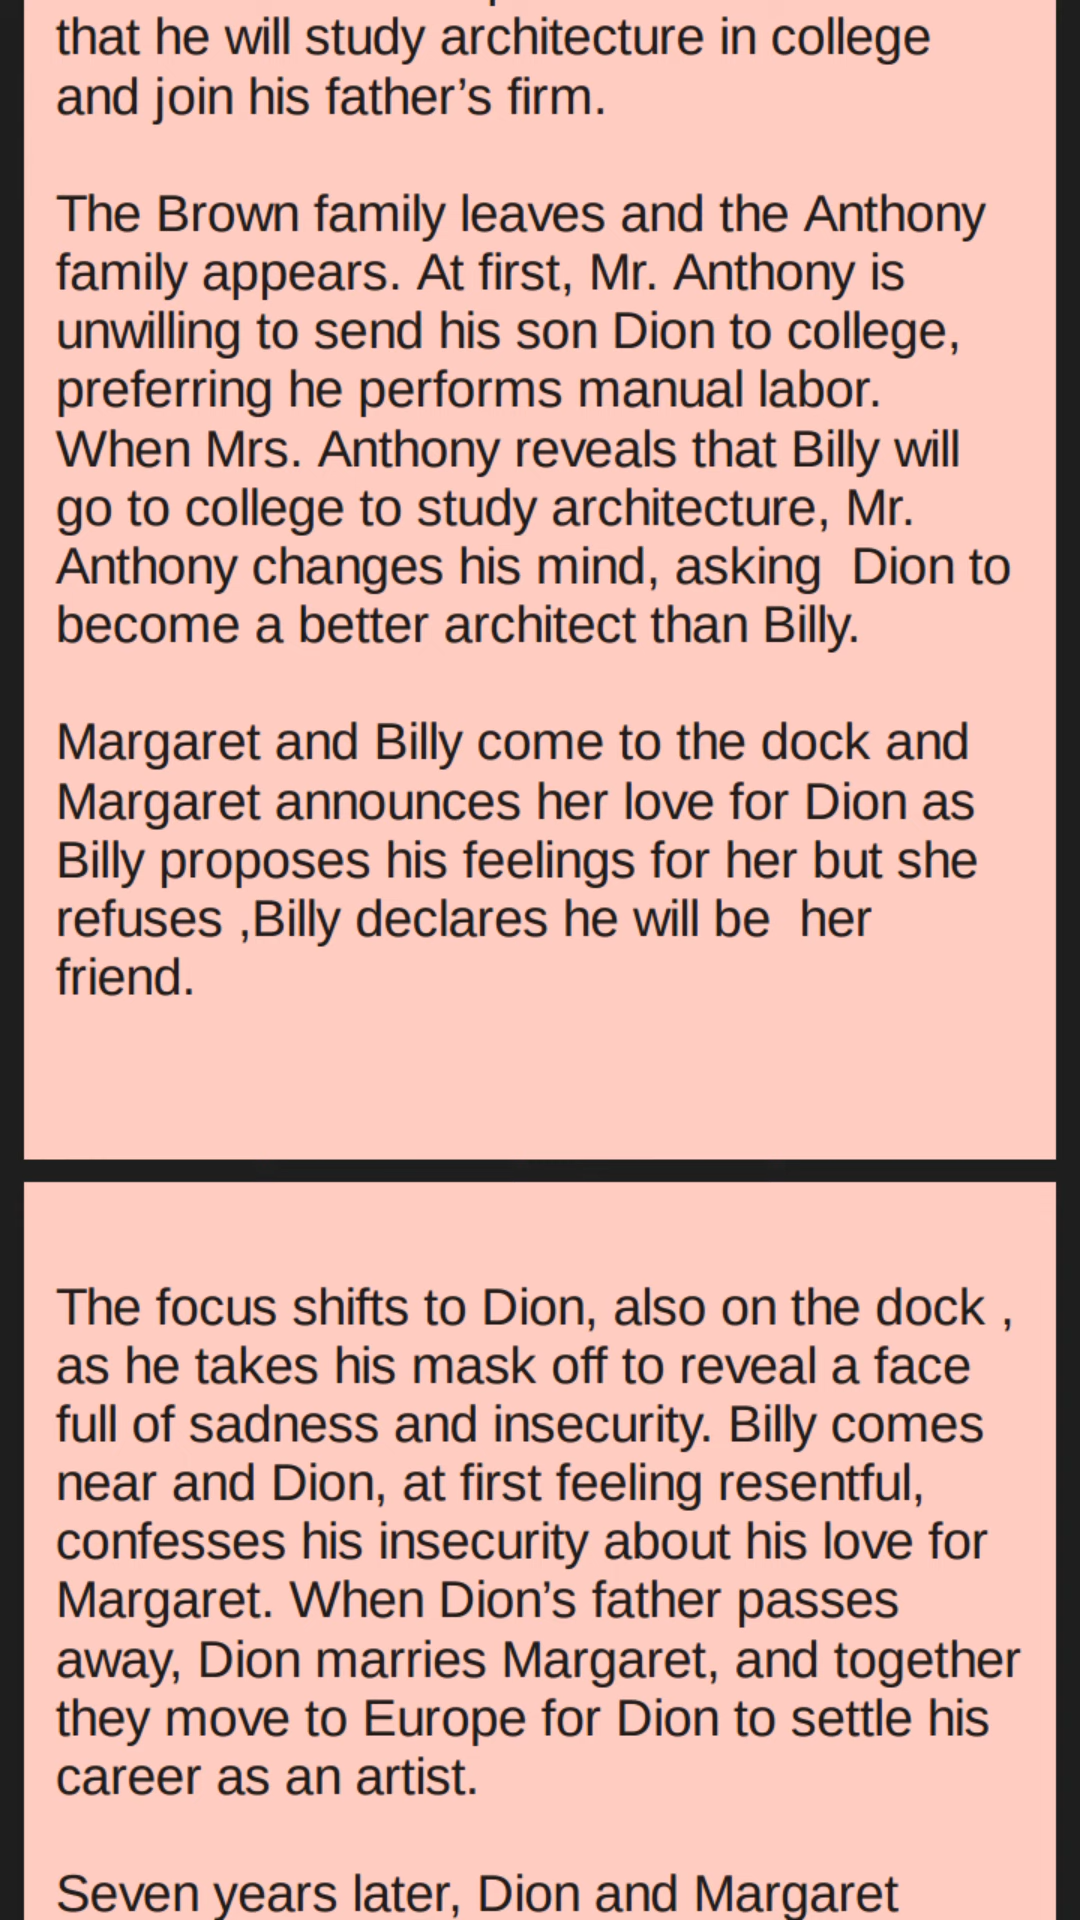 that he will study architecture in college
and join his father’s firm.
The Brown family leaves and the Anthony
family appears. At first, Mr. Anthony is
unwilling to send his son Dion to college,
preferring he performs manual labor.
When Mrs. Anthony reveals that Billy will
go to college to study architecture, Mr.
Anthony changes his mind, asking  Dion to
become a better architect than Billy.
Margaret and Billy come to the dock and
Margaret announces her love for Dion as
Billy proposes his feelings for her but she
refuses ,Billy declares he will be  her
friend.
The focus shifts to Dion, also on the dock ,
as he takes his mask off to reveal a face
full of sadness and insecurity. Billy comes
near and Dion, at first feeling resentful,
confesses his insecurity about his love for
Margaret. When Dion’s father passes
away, Dion marries Margaret, and together
they move to Europe for Dion to settle his
career as an artist.
Seven years later, Dion and Margaret